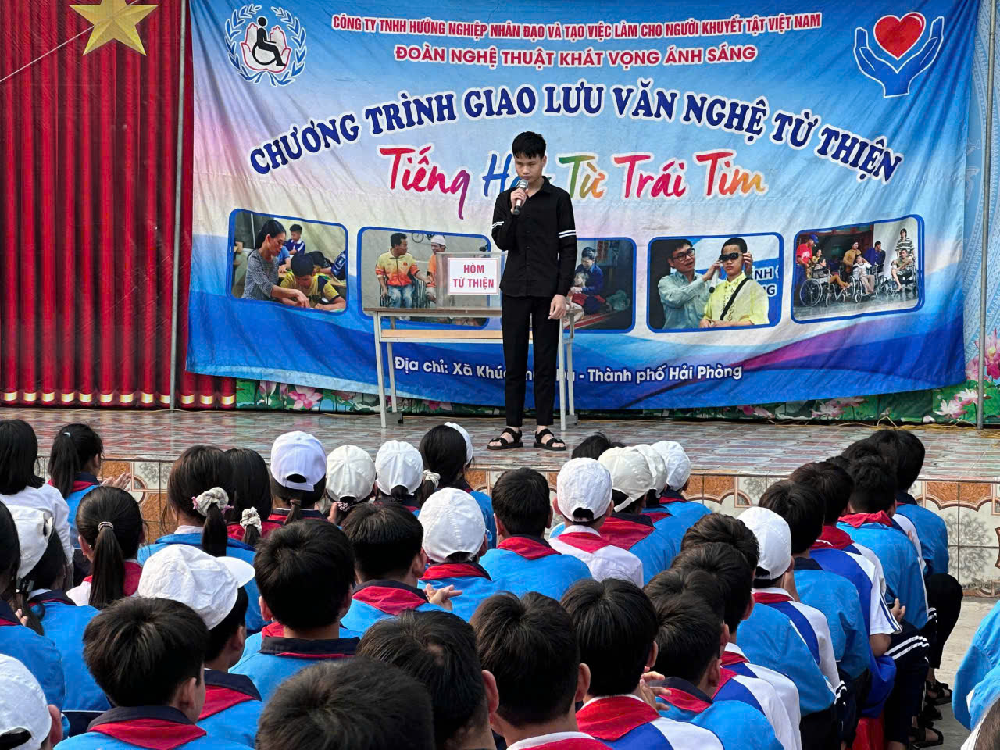 CÔNG TY TNHH HƯỚNG NGHIỆP NHÂN ĐẠO VÀ TẠO VIỆC LÀM CHO NGƯỜI KHUYẾT TẬT VIỆT NAM
ĐOÀN NGHỆ THUẬT KHÁT VỌNG ÁNH SÁNG
CHƯƠNG TRÌNH GIAO LƯU VĂN NGHỆ TỪ THIỆN
Tiếng Từ Trái Tim
HÒM
TỪ THIỆN
Địa chỉ: Xã - Thành phố Hải Phòng